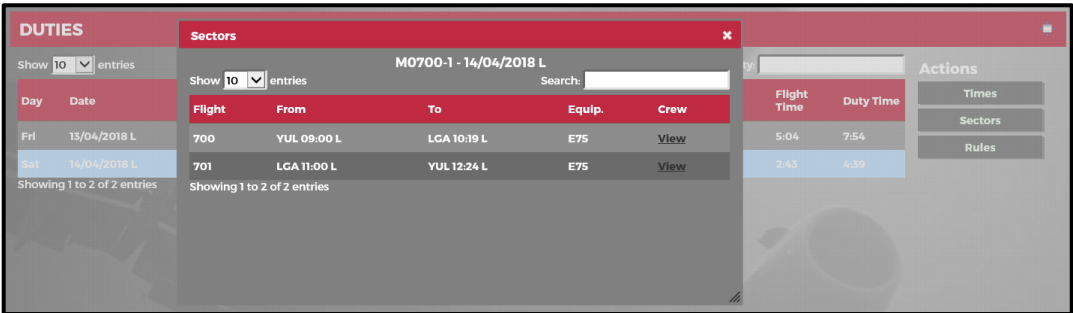 DUTIES
Show 10 entries
ty:
Day Date Flight Time Duty Time
Fri 13/04/2018 L 5:04 7:54
Sat 14/04/2018 L 2:43 4:39
Showing 1 to 2 of 2 entries
Sectors ×
M0700-1 - 14/04/2018 L
Show 10 entries Search:
Flight From To Equip. Crew
700 YUL 09:00 L LGA 10:19 L E75 View
701 LGA 11:00 L YUL 12:24 L E75 View
Showing 1 to 2 of 2 entries
Actions
Times
Sectors
Rules